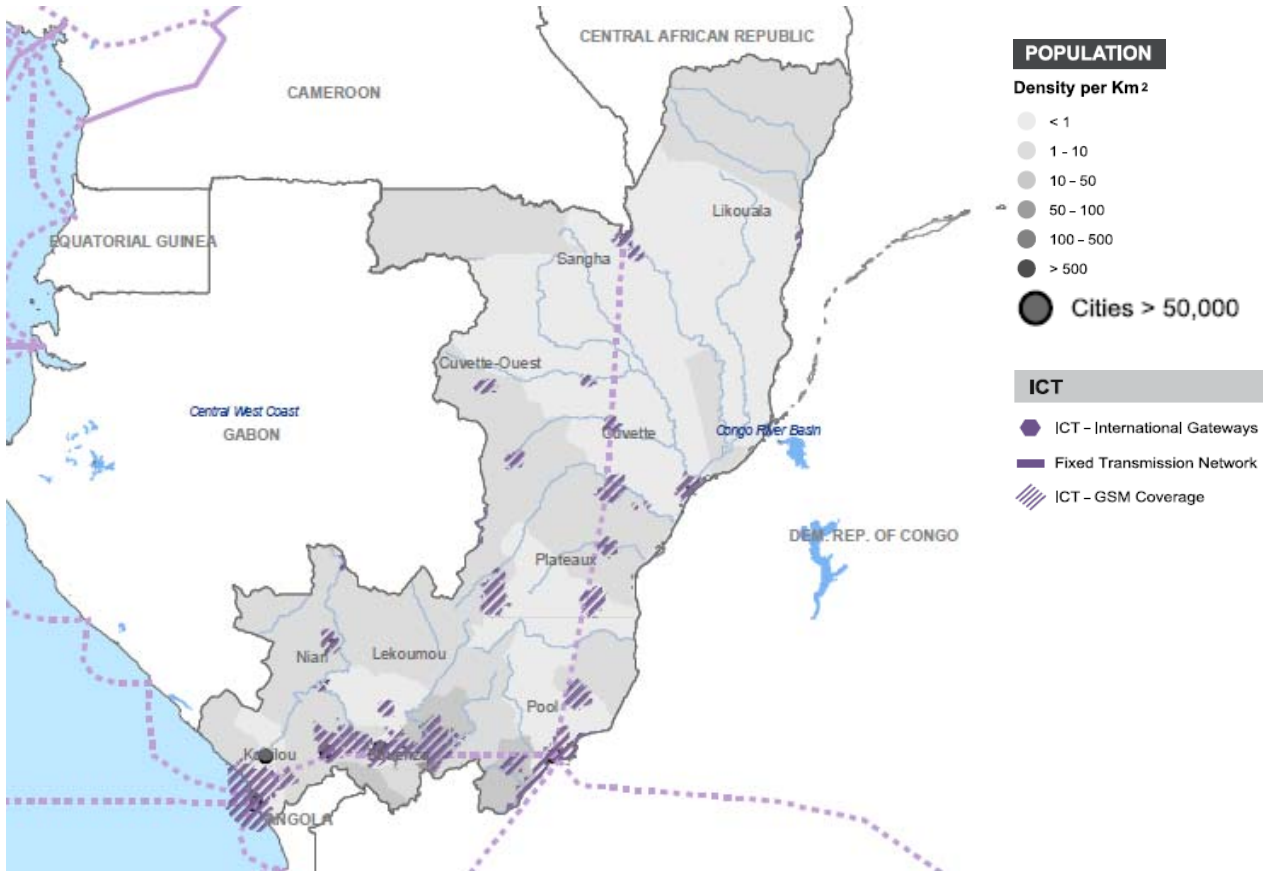 CENTRAL AFRICAN REPUBLIC
CAMEROON
Likouala
EQUATORIAL GUINEA
Sangha
Cuvette-Ouest
Central West Coast
GABON
Cuvette
Congo River Basin
DEM. REP. OF CONGO
Plateaux
Niari
Lekoumou
Pool
Kouilou
Bouenza
ANGOLA
POPULATION
Density per Km²
< 1
1 - 10
10 - 50
50 - 100
100 - 500
> 500
Cities > 50,000
ICT
ICT - International Gateways
Fixed Transmission Network
ICT - GSM Coverage